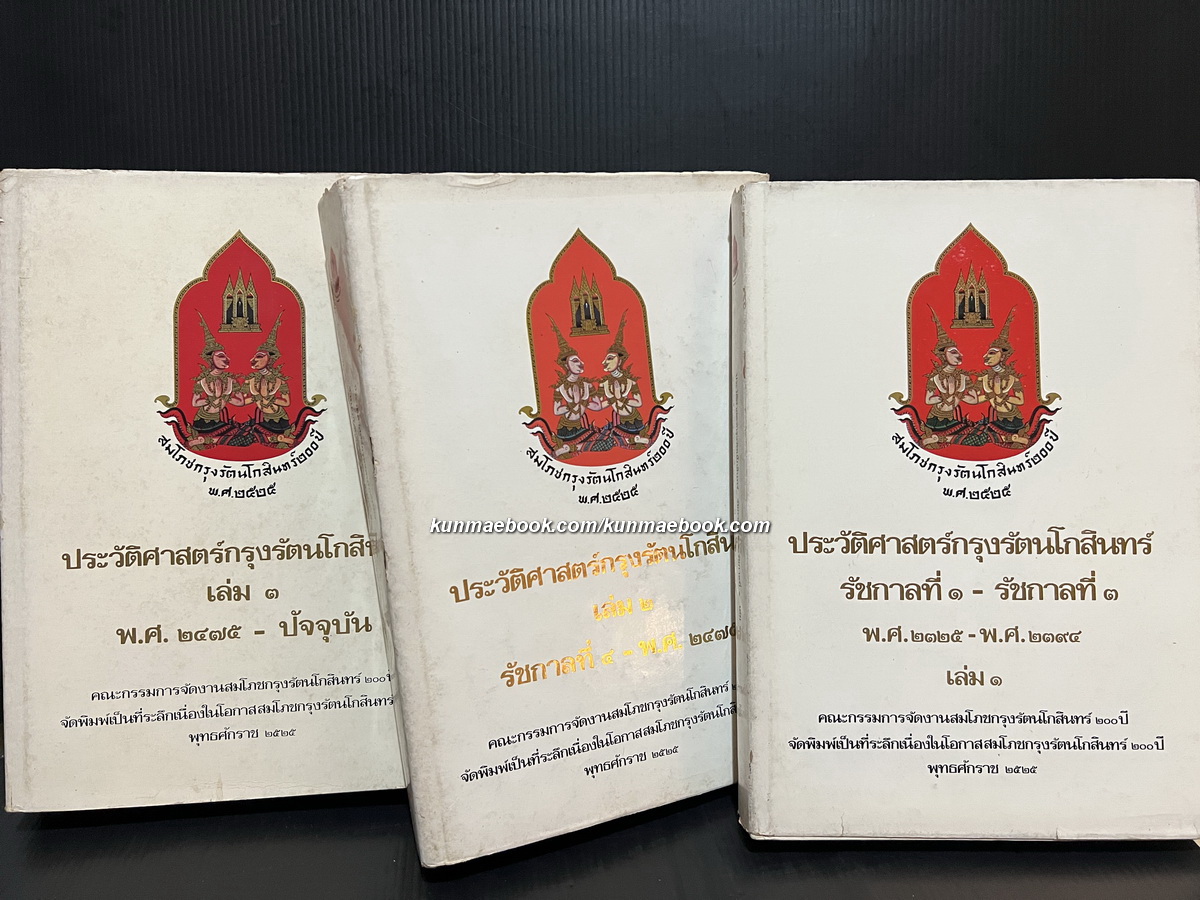 สมโภชกรุงรัตนโกสินทร์๒๐๐ปี
พ.ศ.๒๕๒๕
ประวัติศาสตร์กรุงรัตนโกสิน
เล่ม ๓
พ.ศ. ๒๔๗๕ - ปัจจุบัน
คณะกรรมการจัดงานสมโภชกรุงรัตนโกสินทร์ ๒๐๐
จัดพิมพ์เป็นที่ระลึกเนื่องในโอกาสสมโภชกรุงรัตนโกสินทร์
พุทธศักราช ๒๕๒๕
สมโภชกรุงรัตนโกสินทร์๒๐๐ปี
พ.ศ.๒๕๒๕
kunmaebook.com/kunmaebook.com
ประวัติศาสตร์กรุงรัตนโกสิน
เล่ม ๒
รัชกาลที่ ๔ - พ.ศ. ๒๔๗๕
คณะกรรมการจัดงานสมโภชกรุงรัตนโกสินทร์
จัดพิมพ์เป็นที่ระลึกเนื่องในโอกาสสมโภชกรุงรัตนโกสิน
พุทธศักราช ๒๕๒๕
สมโภชกรุงรัตนโกสินทร์๒๐๐ปี
พ.ศ.๒๕๒๕
ประวัติศาสตร์กรุงรัตนโกสินทร์
รัชกาลที่ ๑ - รัชกาลที่ ๓
พ.ศ.๒๓๒๕ - พ.ศ.๒๓๙๔
เล่ม ๑
คณะกรรมการจัดงานสมโภชกรุงรัตนโกสินทร์ ๒๐๐ ปี
จัดพิมพ์เป็นที่ระลึกเนื่องในโอกาสสมโภชกรุงรัตนโกสินทร์ ๒๐๐ ปี
พุทธศักราช ๒๕๒๕